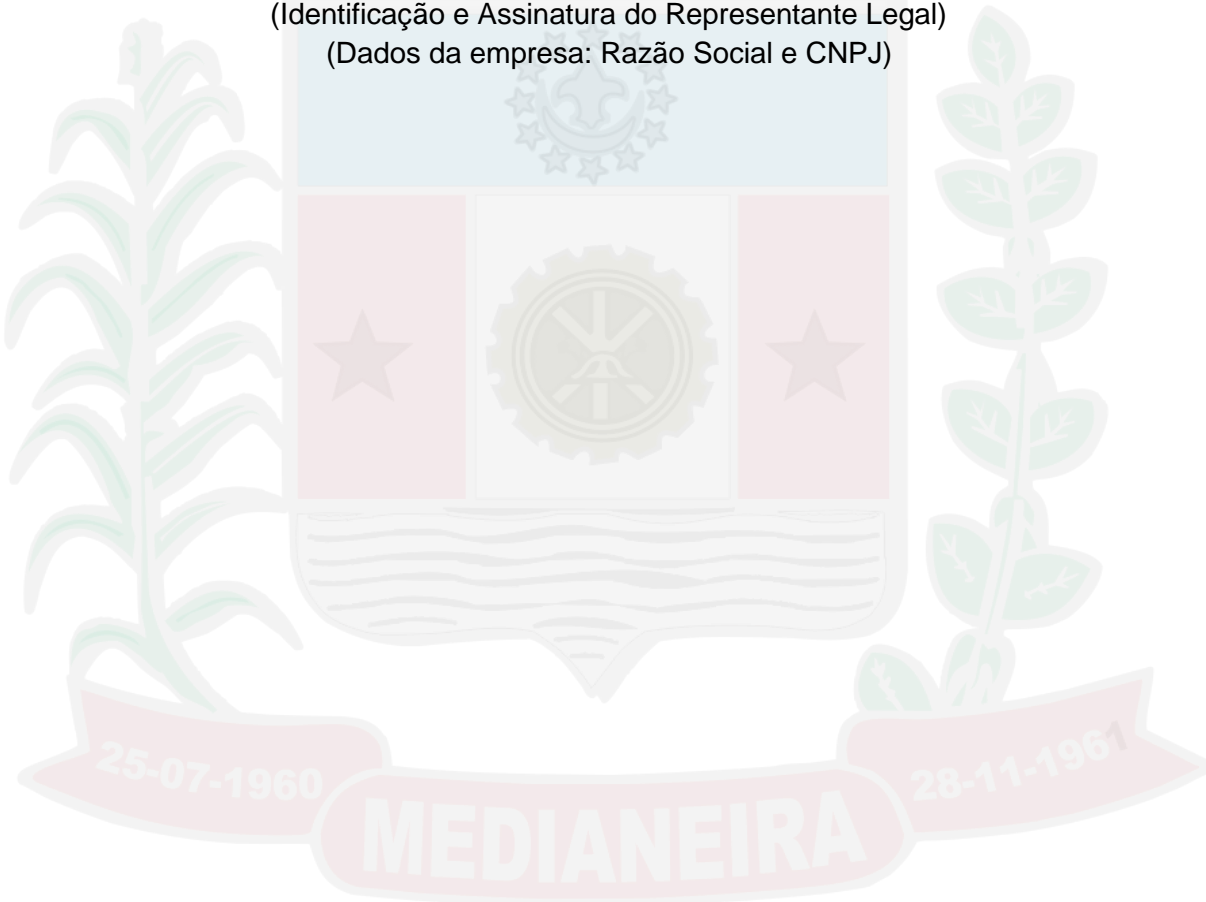 (Identificação e Assinatura do Representante Legal)
(Dados da empresa: Razão Social e CNPJ)
25-07-1960
MEDIANEIRA
28-11-1961